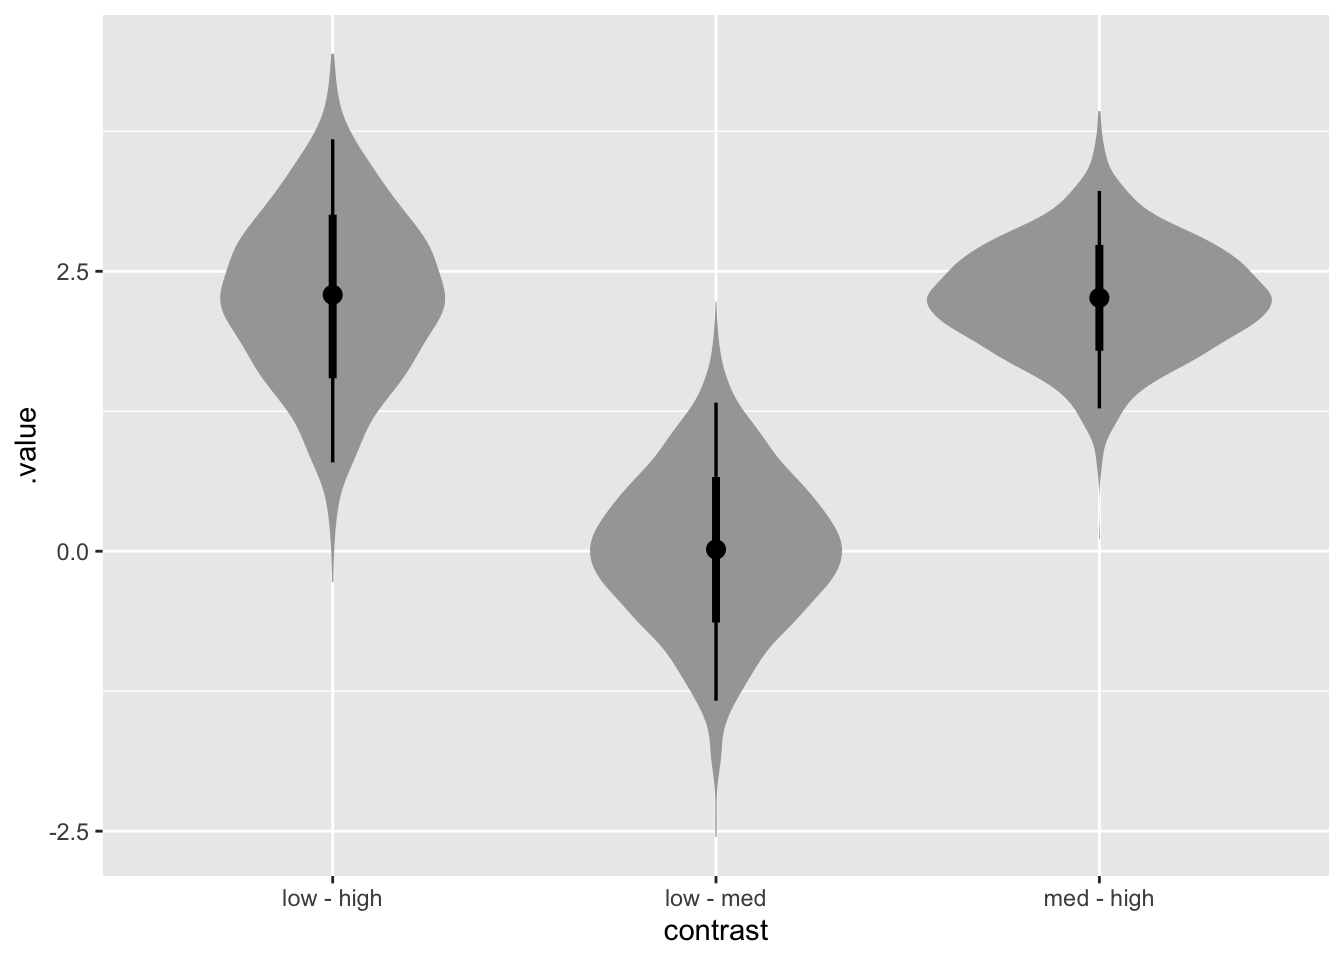 .value
2.5
0.0
-2.5
low - high
low - med
med - high
contrast